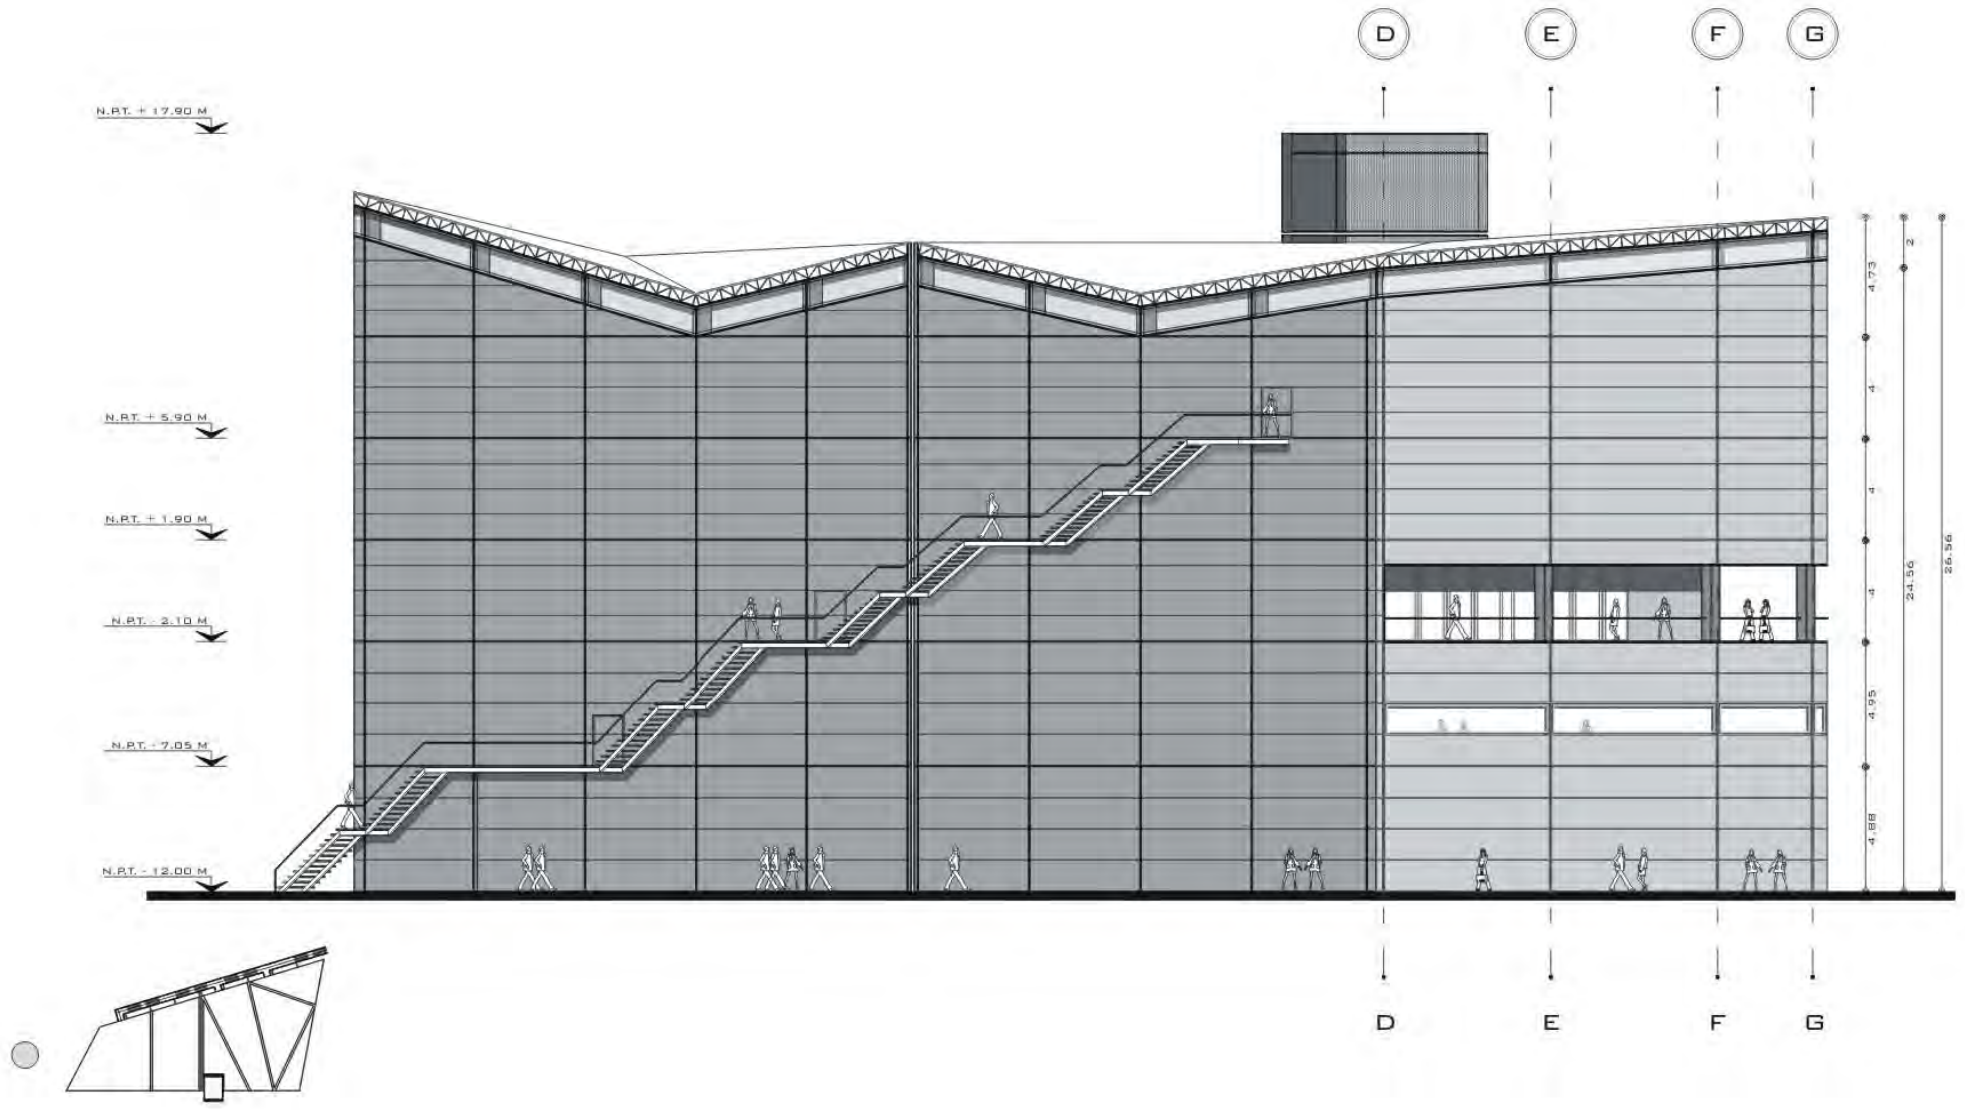 D E F G
N.P.T. + 17.90 M
2
4.73
4
N.P.T. + 5.90 M
4
N.P.T. + 1.90 M
26.56
24.56
4
N.P.T. - 2.10 M
4.95
N.P.T. - 7.05 M
4.88
N.P.T. - 12.00 M
D E F G